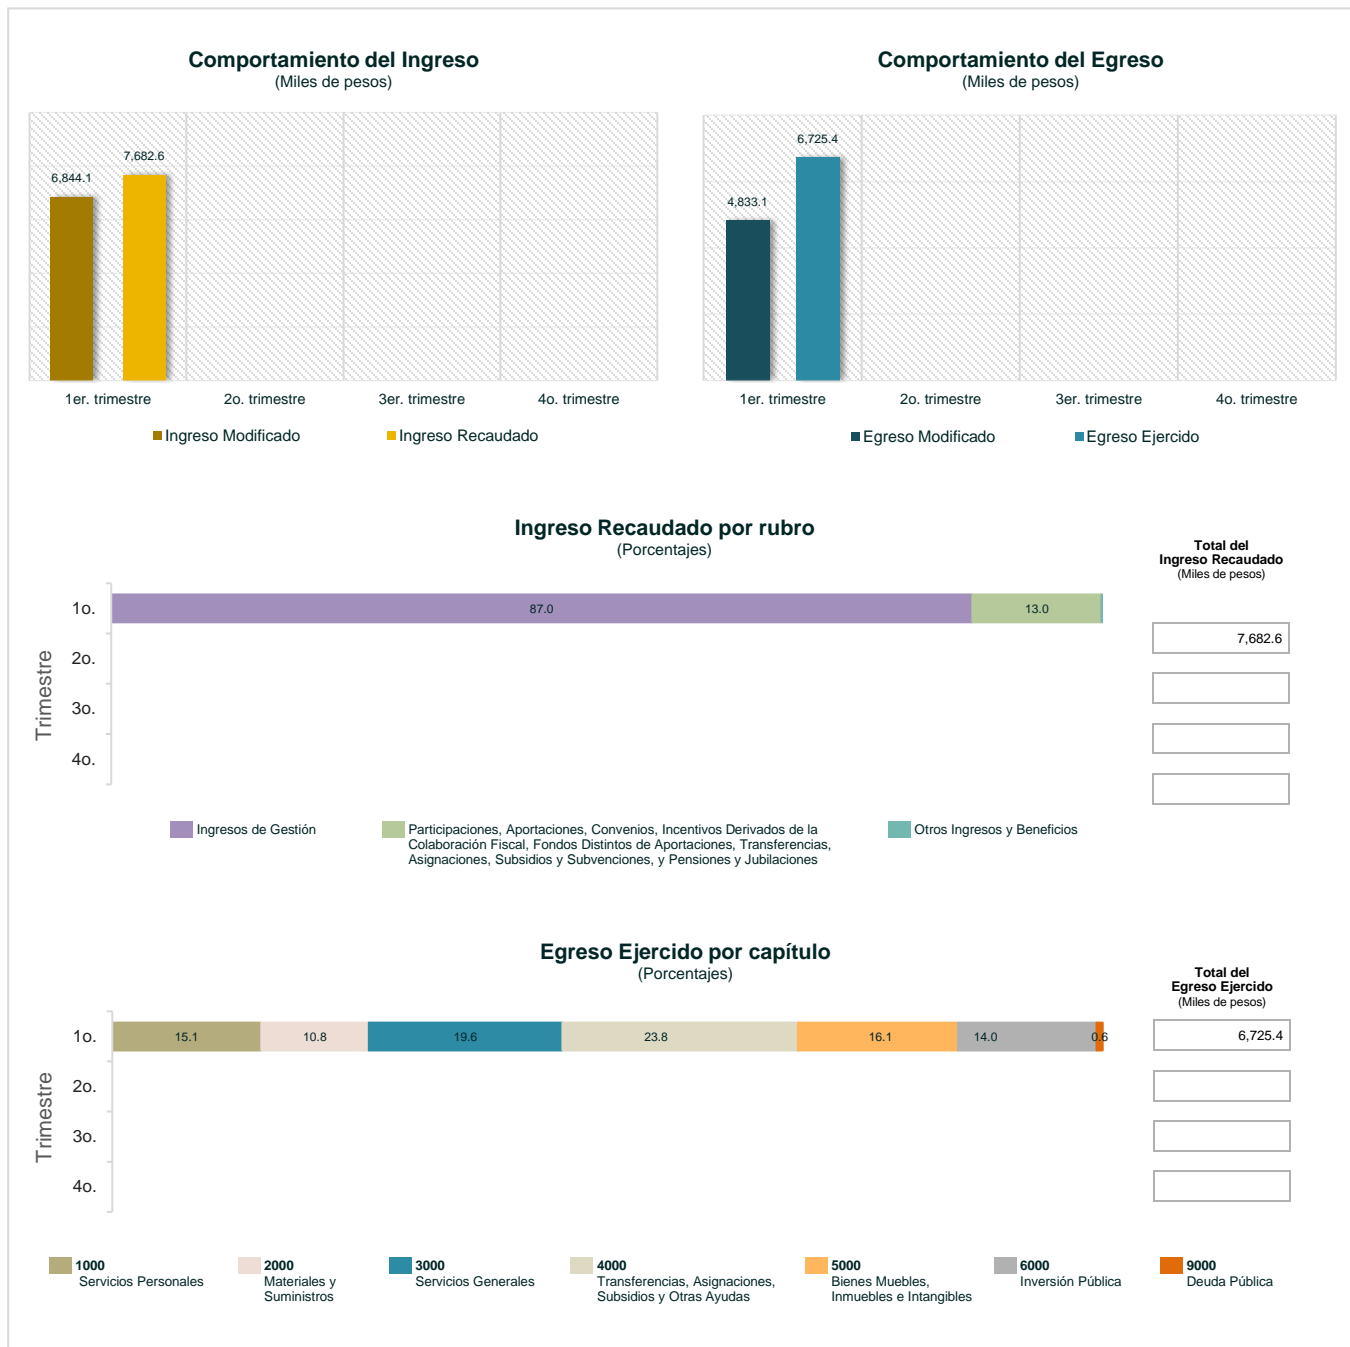 Comportamiento del Ingreso
(Miles de pesos)
6,844.1
7,682.6
1er. trimestre
2o. trimestre
3er. trimestre
4o. trimestre
Ingreso Modificado
Ingreso Recaudado
Comportamiento del Egreso
(Miles de pesos)
4,833.1
6,725.4
1er. trimestre
2o. trimestre
3er. trimestre
4o. trimestre
Egreso Modificado
Egreso Ejercido
Ingreso Recaudado por rubro
(Porcentajes)
Total del
Ingreso Recaudado
(Miles de pesos)
Trimestre
1o.
87.0
13.0
7,682.6
2o.
3o.
4o.
Ingresos de Gestión
Participaciones, Aportaciones, Convenios, Incentivos Derivados de la
Colaboración Fiscal, Fondos Distintos de Aportaciones, Transferencias,
Asignaciones, Subsidios y Subvenciones, y Pensiones y Jubilaciones
Otros Ingresos y Beneficios
Egreso Ejercido por capítulo
(Porcentajes)
Total del
Egreso Ejercido
(Miles de pesos)
Trimestre
1o.
15.1
10.8
19.6
23.8
16.1
14.0
0.6
6,725.4
2o.
3o.
4o.
1000
Servicios Personales
2000
Materiales y
Suministros
3000
Servicios Generales
4000
Transferencias, Asignaciones,
Subsidios y Otras Ayudas
5000
Bienes Muebles,
Inmuebles e Intangibles
6000
Inversión Pública
9000
Deuda Pública